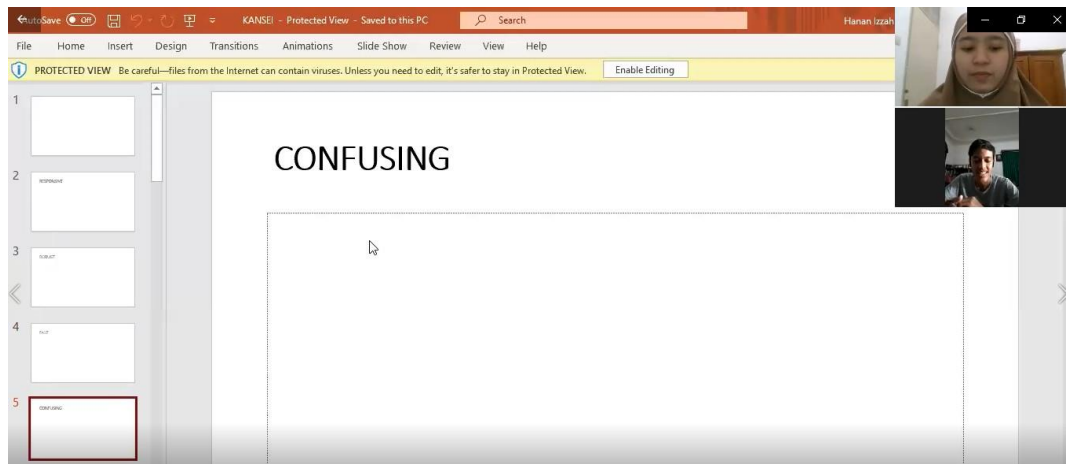 AutoSave Off KANSEI - Protected View - Saved to this PC Search Hanan Izzah
File Home Insert Design Transitions Animations Slide Show Review View Help
PROTECTED VIEW Be careful—files from the Internet can contain viruses. Unless you need to edit, it's safer to stay in Protected View. Enable Editing
1
2
RESPONSIVE
3
4
5
CONFUSING
CONFUSING